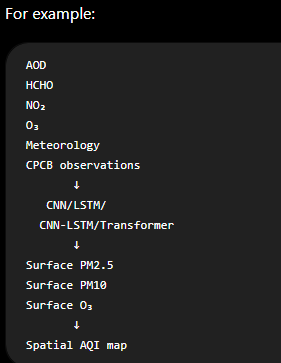 For example:
AOD
HCHO
NO₂
O₃
Meteorology
CPCB observations
↓
CNN/LSTM/
CNN-LSTM/Transformer
↓
Surface PM2.5
Surface PM10
Surface O₃
↓
Spatial AQI map